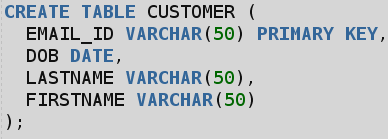 CREATE TABLE CUSTOMER (
  EMAIL_ID VARCHAR(50) PRIMARY KEY,
  DOB DATE,
  LASTNAME VARCHAR(50),
  FIRSTNAME VARCHAR(50)
);